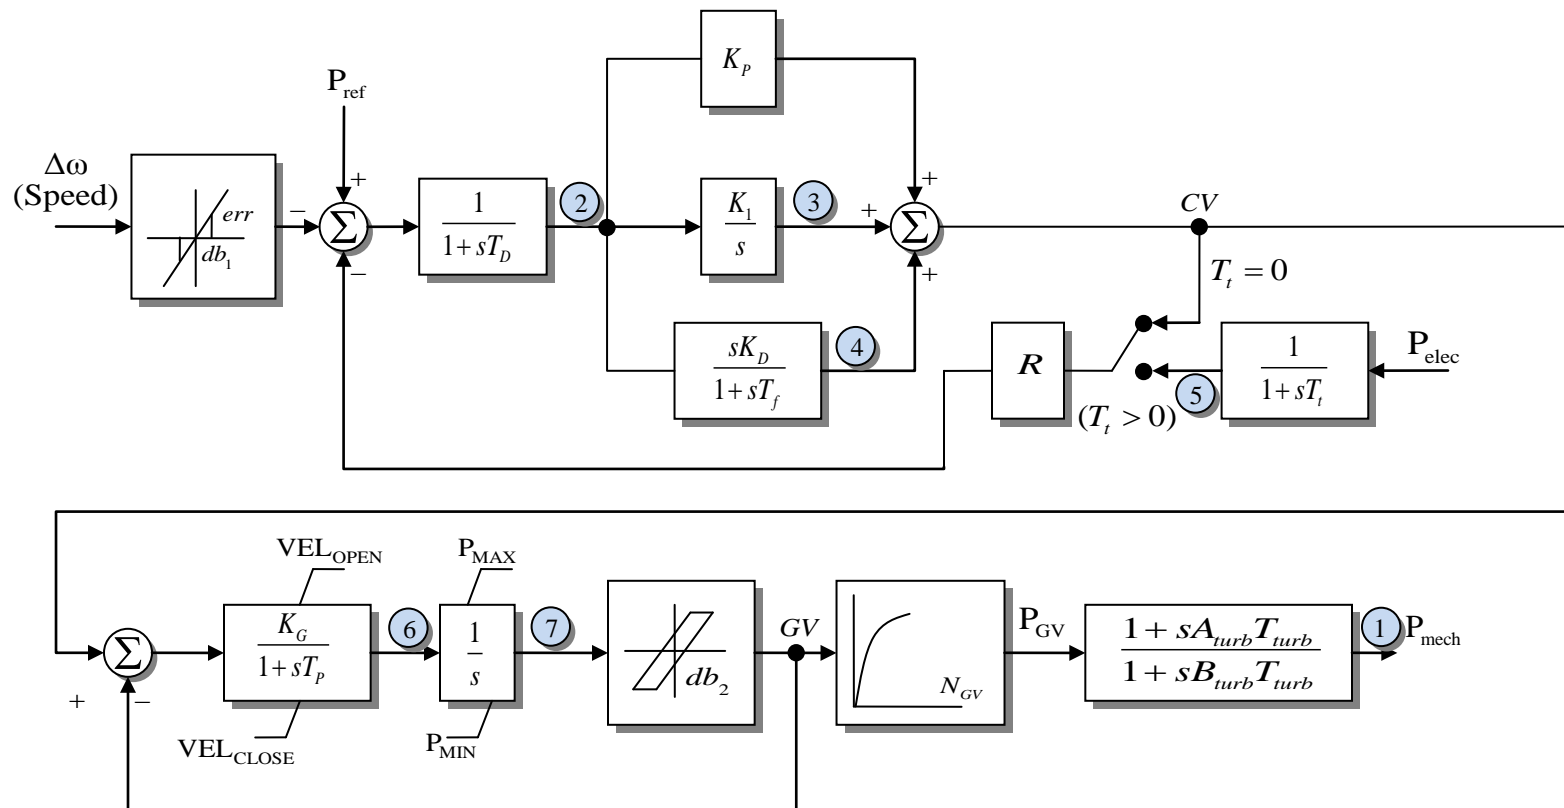 K_P
P_ref
Δω
(Speed)
err
db_1
−
+
Σ
−
1
1 + sT_D
2
K_1
s
3
+
+
Σ
+
sK_D
1 + sT_f
4
CV
T_t = 0
R
(T_t > 0)
5
1
1 + sT_t
P_elec
VEL_OPEN
P_MAX
Σ
+
−
K_G
1 + sT_P
6
1
s
7
VEL_CLOSE
P_MIN
db_2
GV
N_GV
P_GV
1 + sA_turb T_turb
1 + sB_turb T_turb
1
P_mech